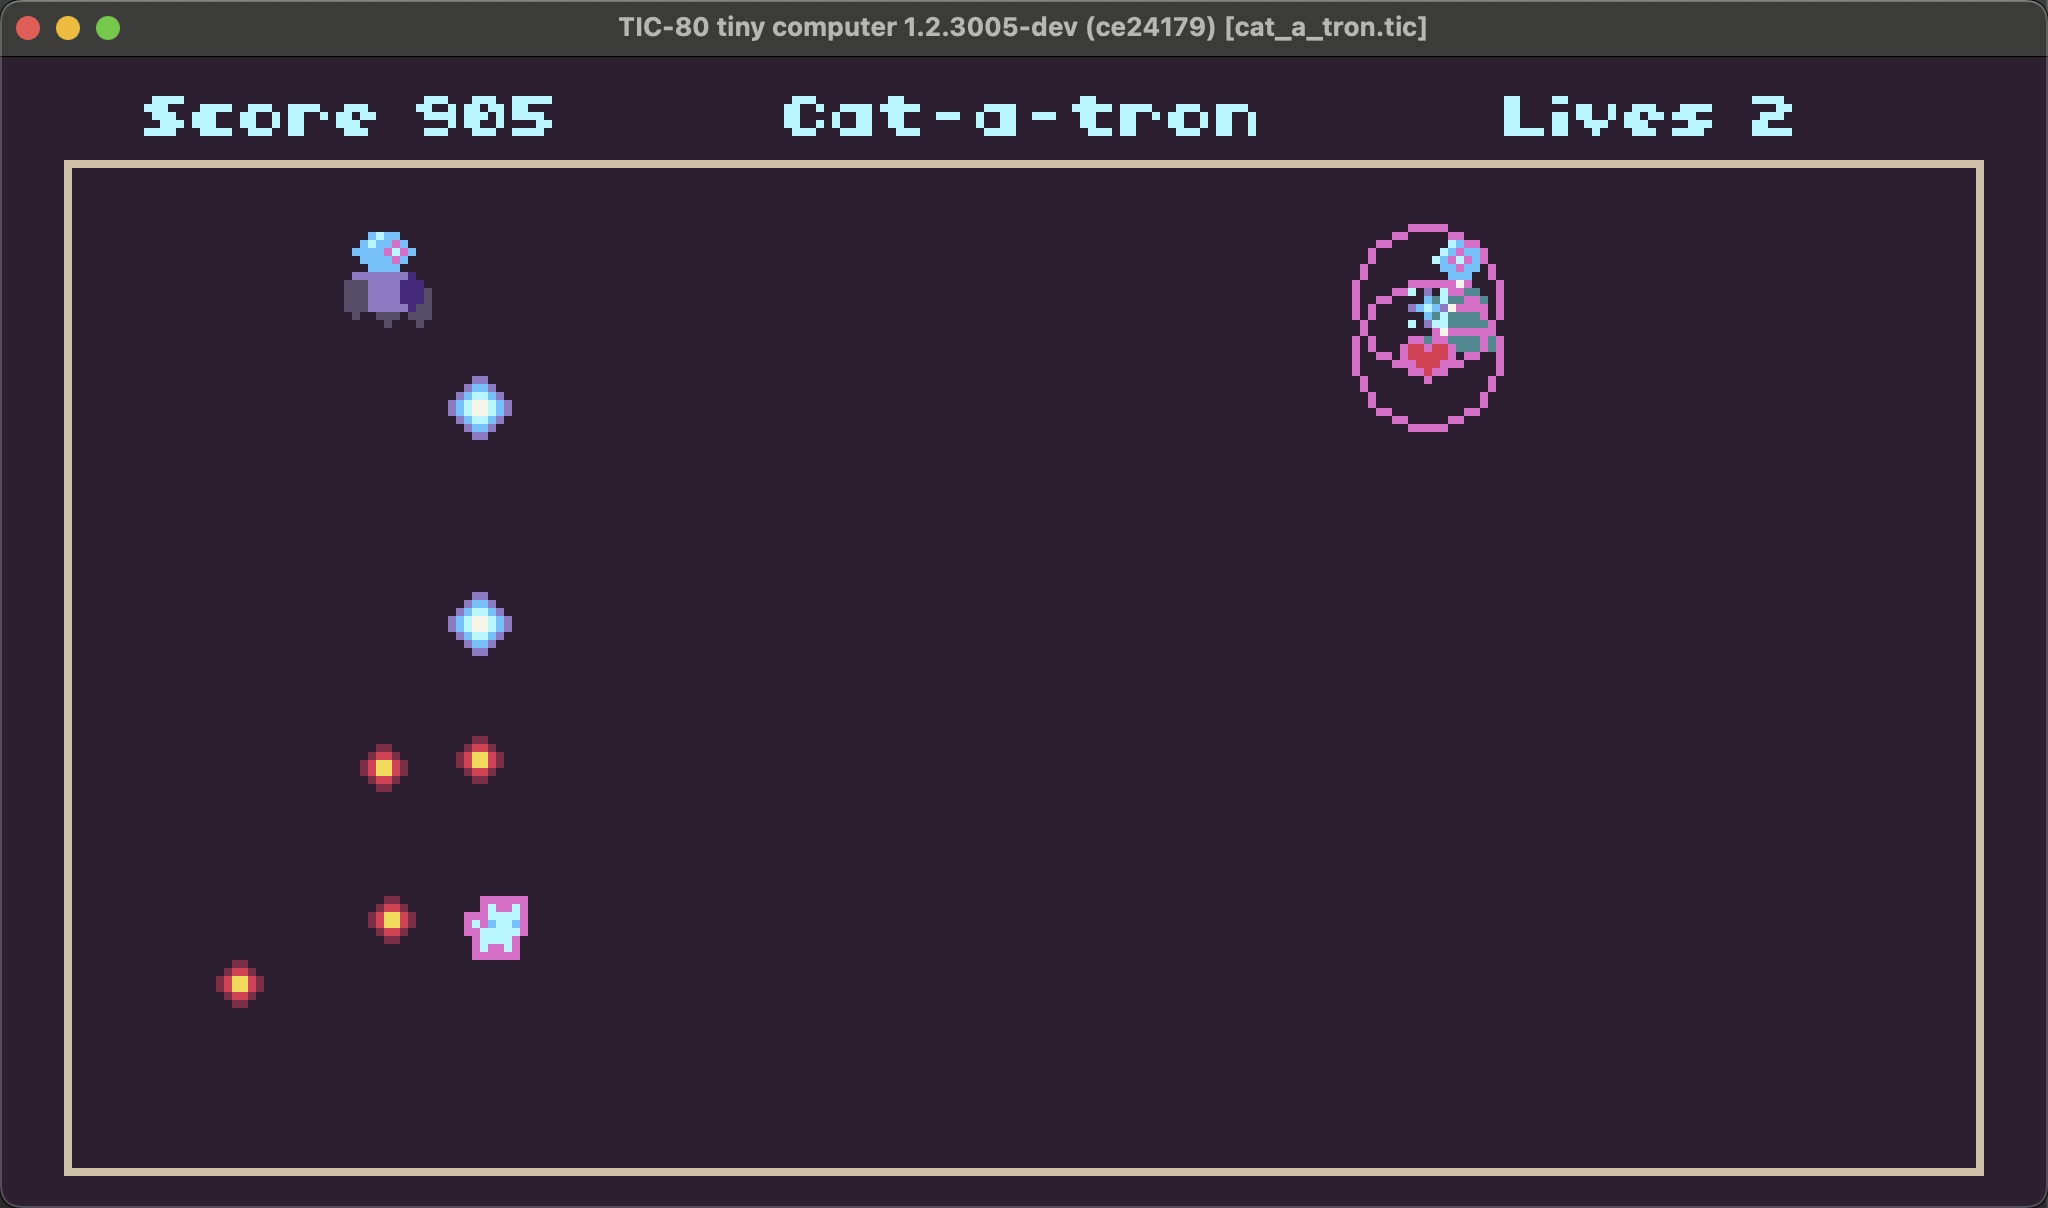 TIC-80 tiny computer 1.2.3005-dev (ce24179) [cat_a_tron.tic]
Score 905 Cat-a-tron Lives 2